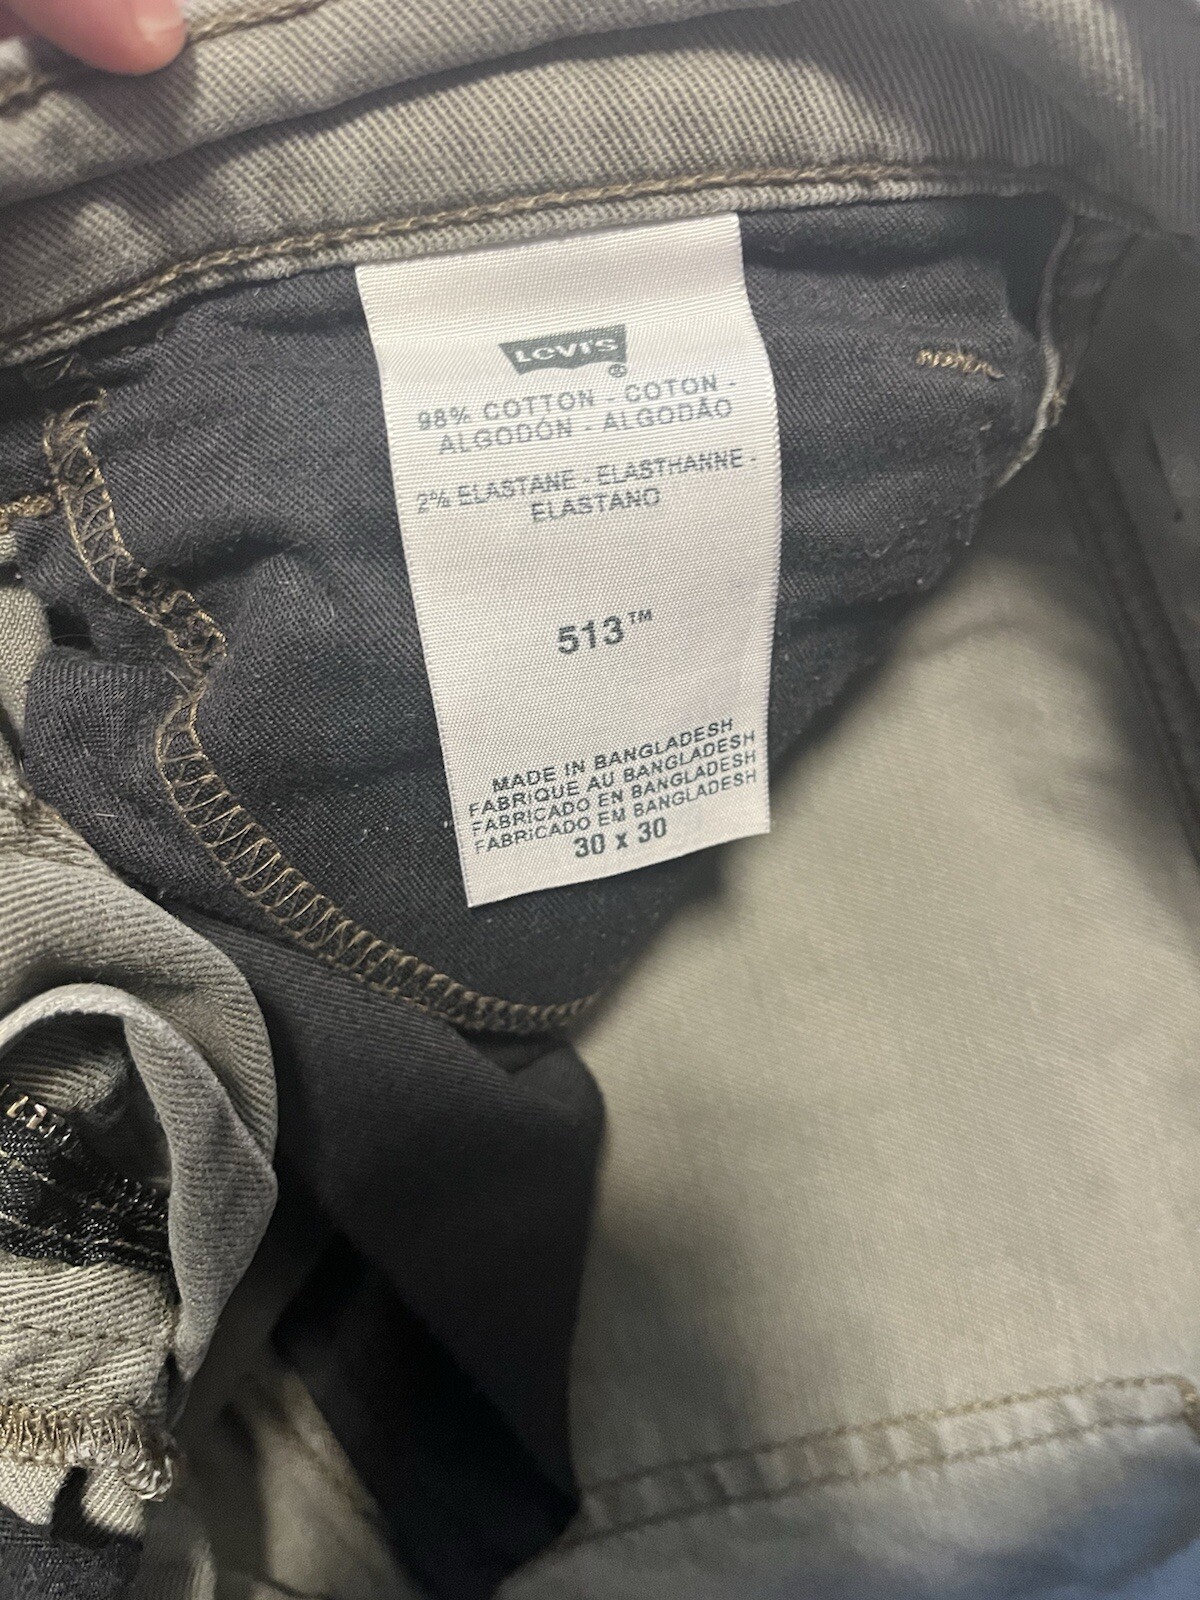 LEVI'S ®
98% COTTON - COTON -
ALGODÓN - ALGODÃO
2% ELASTANE - ELASTHANNE -
ELASTANO
513™
MADE IN BANGLADESH
FABRIQUE AU BANGLADESH
FABRICADO EN BANGLADESH
FABRICADO EM BANGLADESH
30 x 30